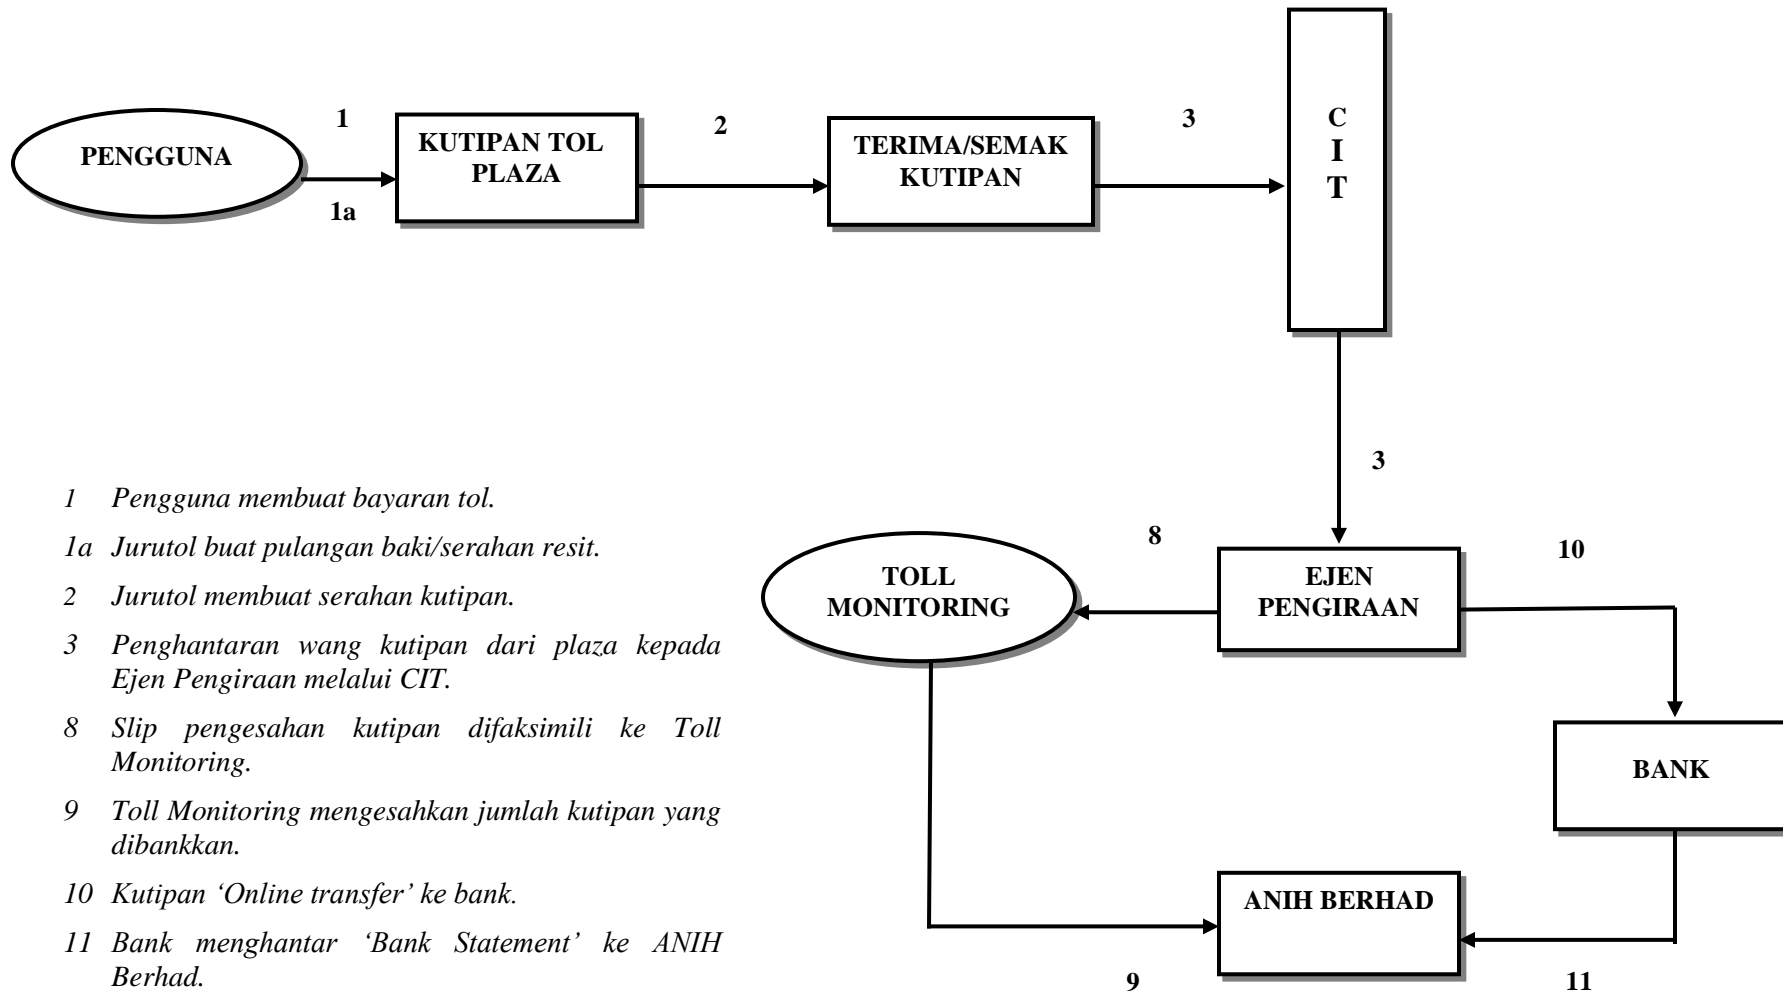 1
PENGGUNA
1a
KUTIPAN TOL
PLAZA
2
TERIMA/SEMAK
KUTIPAN
3
C
I
T
3
1 Pengguna membuat bayaran tol.
1a Jurutol buat pulangan baki/serahan resit.
2 Jurutol membuat serahan kutipan.
3 Penghantaran wang kutipan dari plaza kepada
Ejen Pengiraan melalui CIT.
8 Slip pengesahan kutipan difaksimili ke Toll
Monitoring.
9 Toll Monitoring mengesahkan jumlah kutipan yang
dibankkan.
10 Kutipan ‘Online transfer’ ke bank.
11 Bank menghantar ‘Bank Statement’ ke ANIH
Berhad.
TOLL
MONITORING
8
EJEN
PENGIRAAN
10
BANK
ANIH BERHAD
9
11